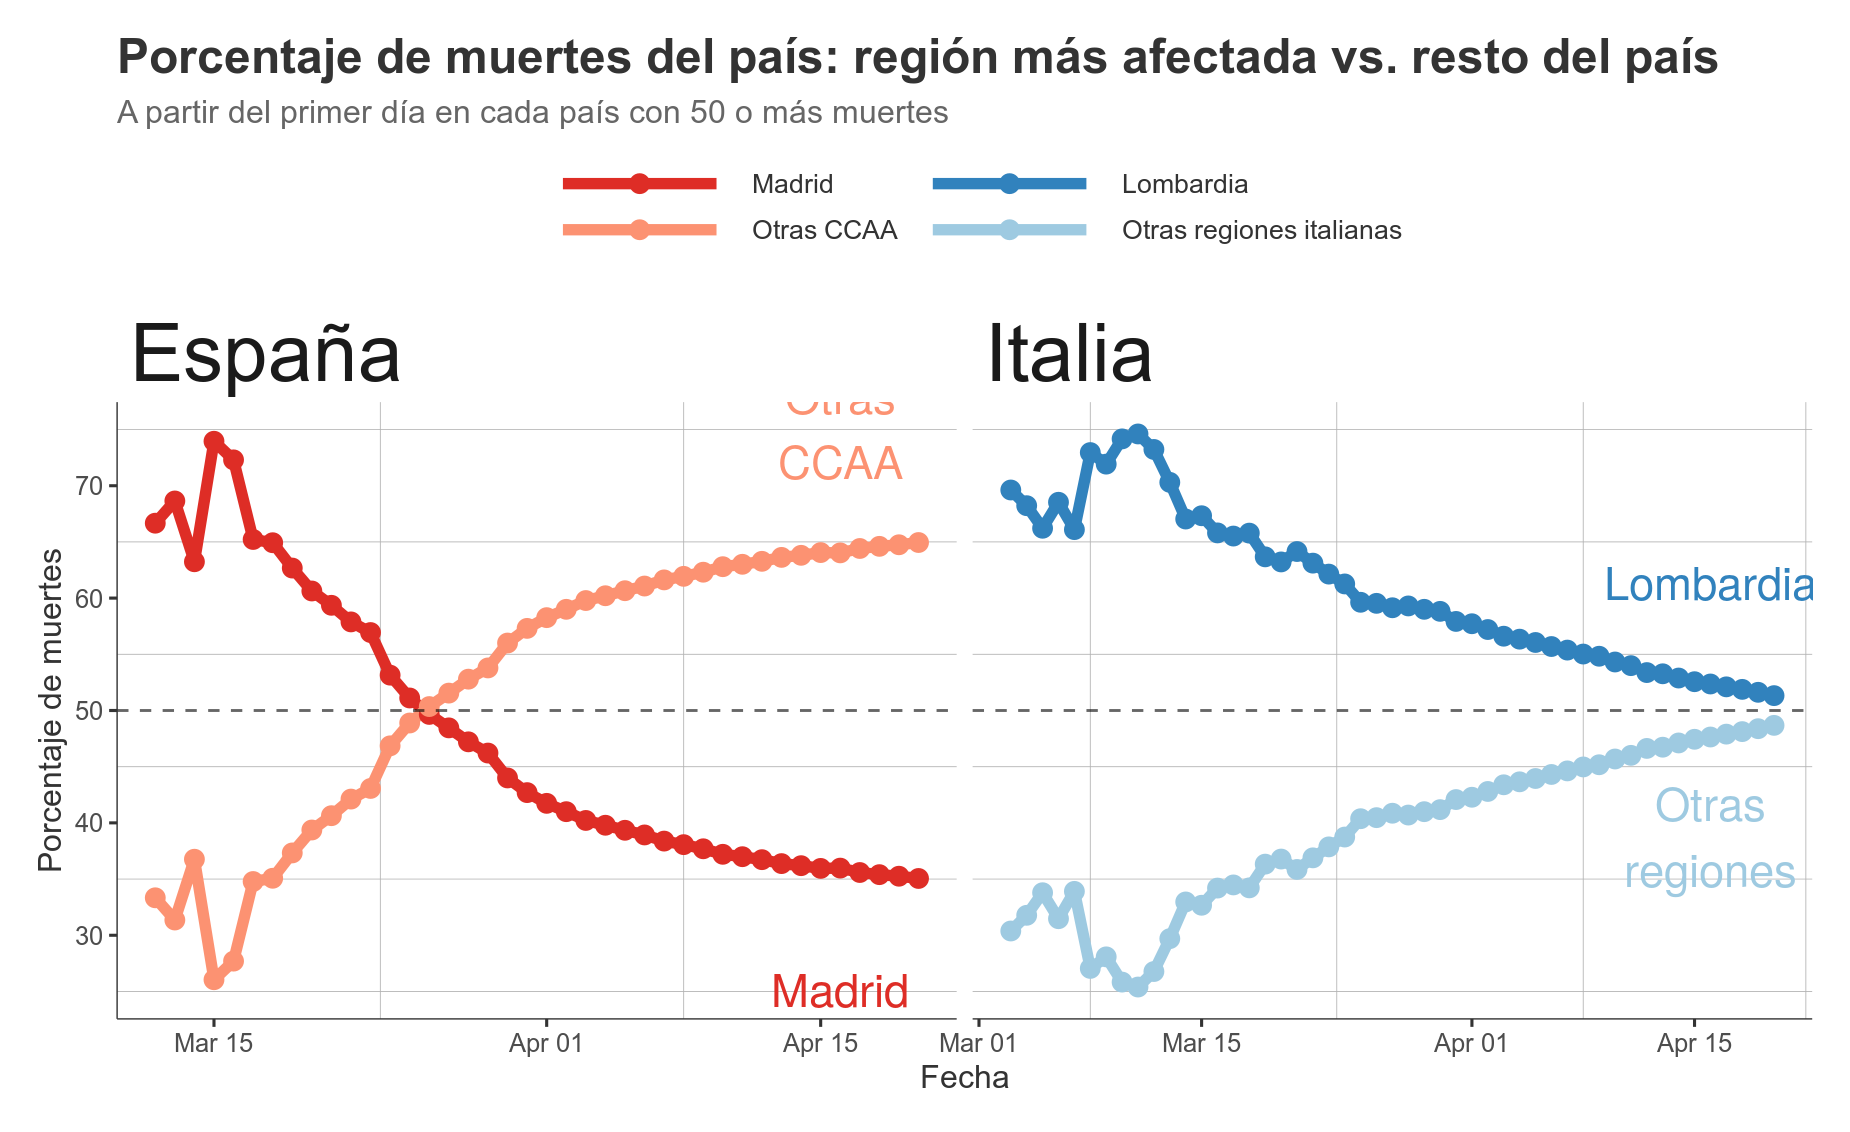 Porcentaje de muertes del país: región más afectada vs. resto del país
A partir del primer día en cada país con 50 o más muertes
Madrid
Lombardia
Otras CCAA
Otras regiones italianas
España
Italia
Otras
CCAA
Madrid
Lombardia
Otras
regiones
Porcentaje de muertes
70
60
50
40
30
Mar 15
Apr 01
Apr 15
Mar 01
Mar 15
Apr 01
Apr 15
Fecha